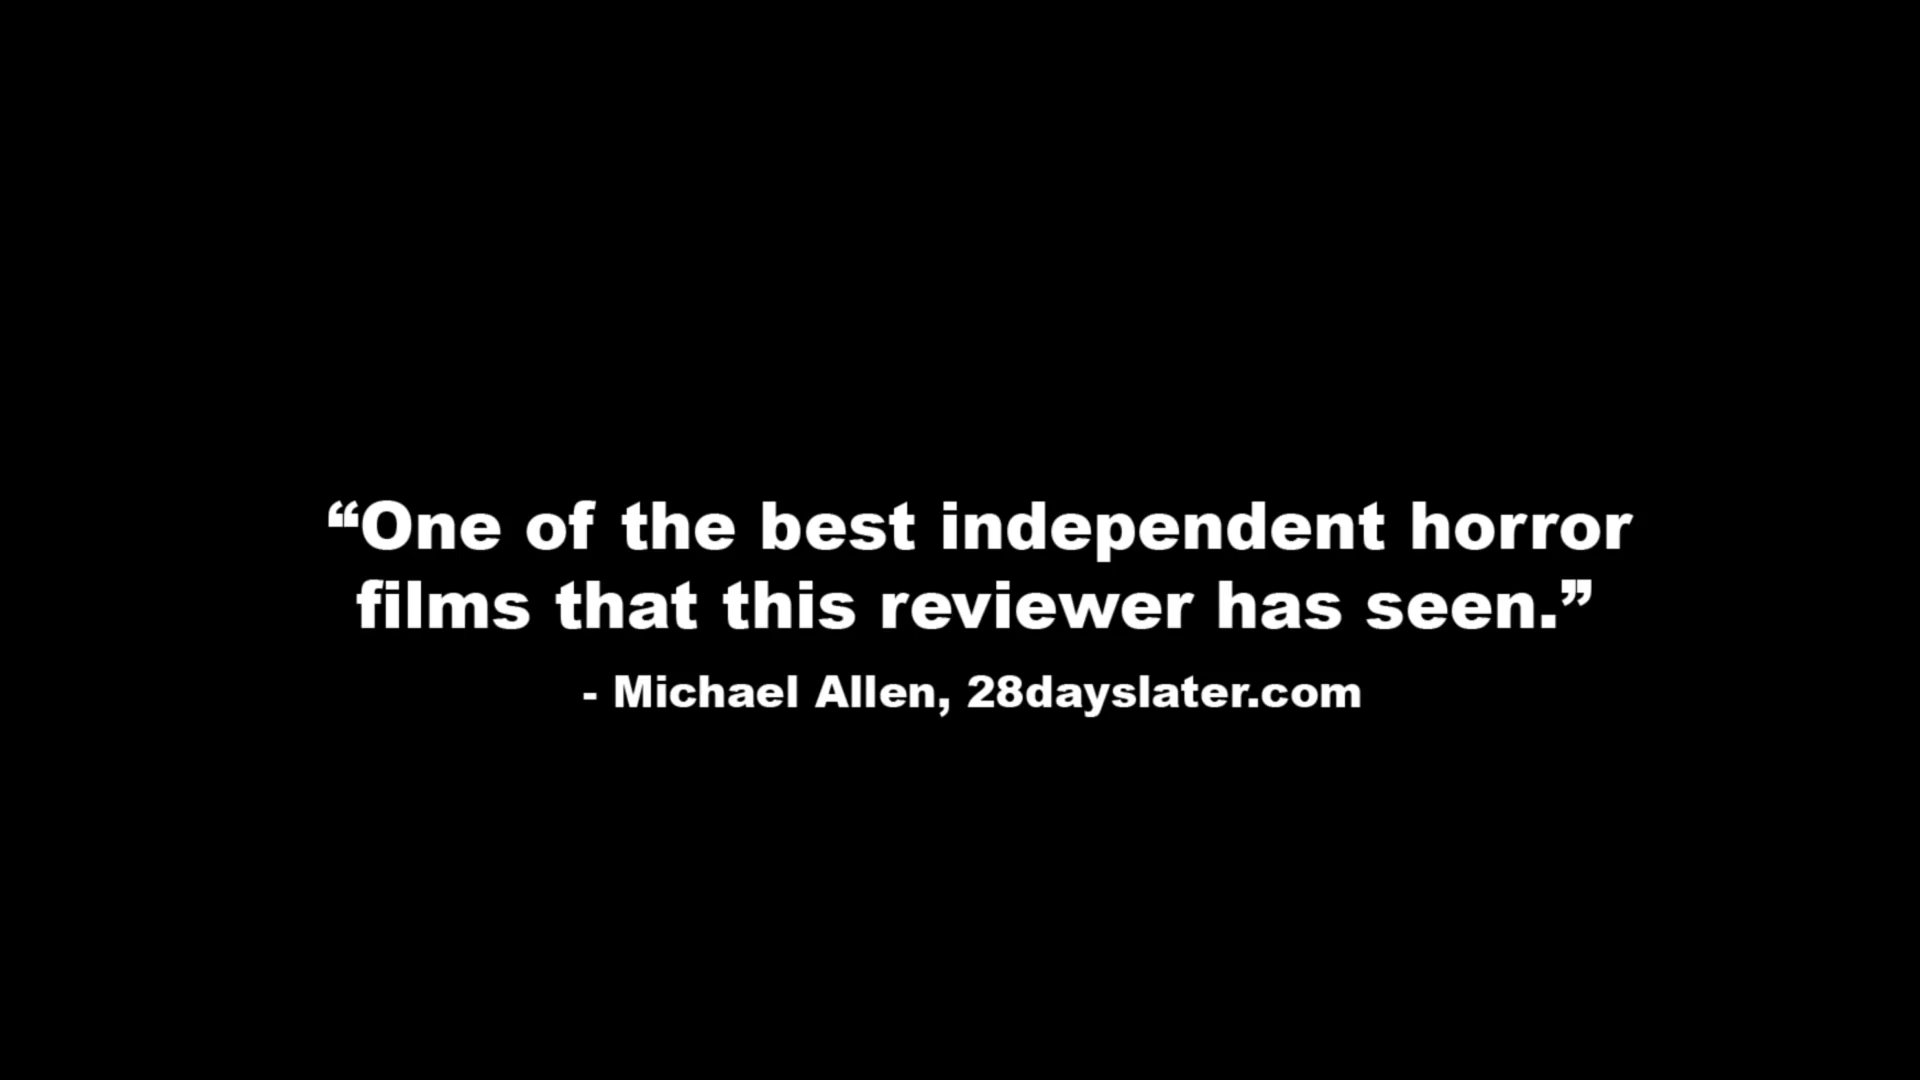 “One of the best independent horror
films that this reviewer has seen.”
- Michael Allen, 28dayslater.com